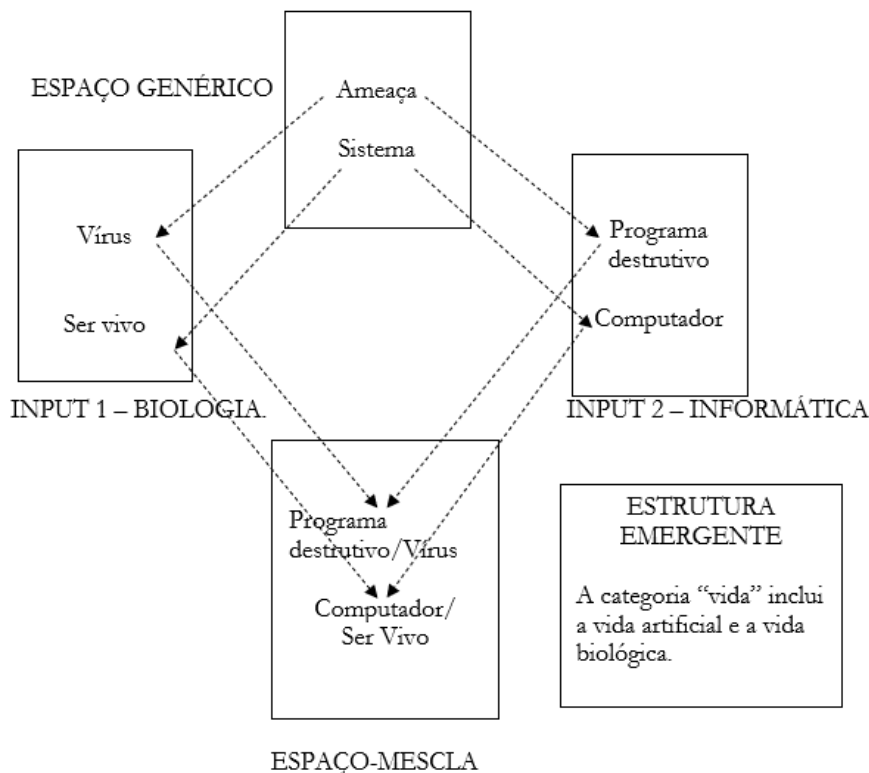 ESPAÇO GENÉRICO
Ameaça
Sistema
Vírus
Ser vivo
INPUT 1 – BIOLOGIA.
Programa
destrutivo
Computador
INPUT 2 – INFORMÁTICA
Programa
destrutivo/Vírus
Computador/
Ser Vivo
ESPAÇO-MESCLA
ESTRUTURA
EMERGENTE
A categoria “vida” inclui
a vida artificial e a vida
biológica.